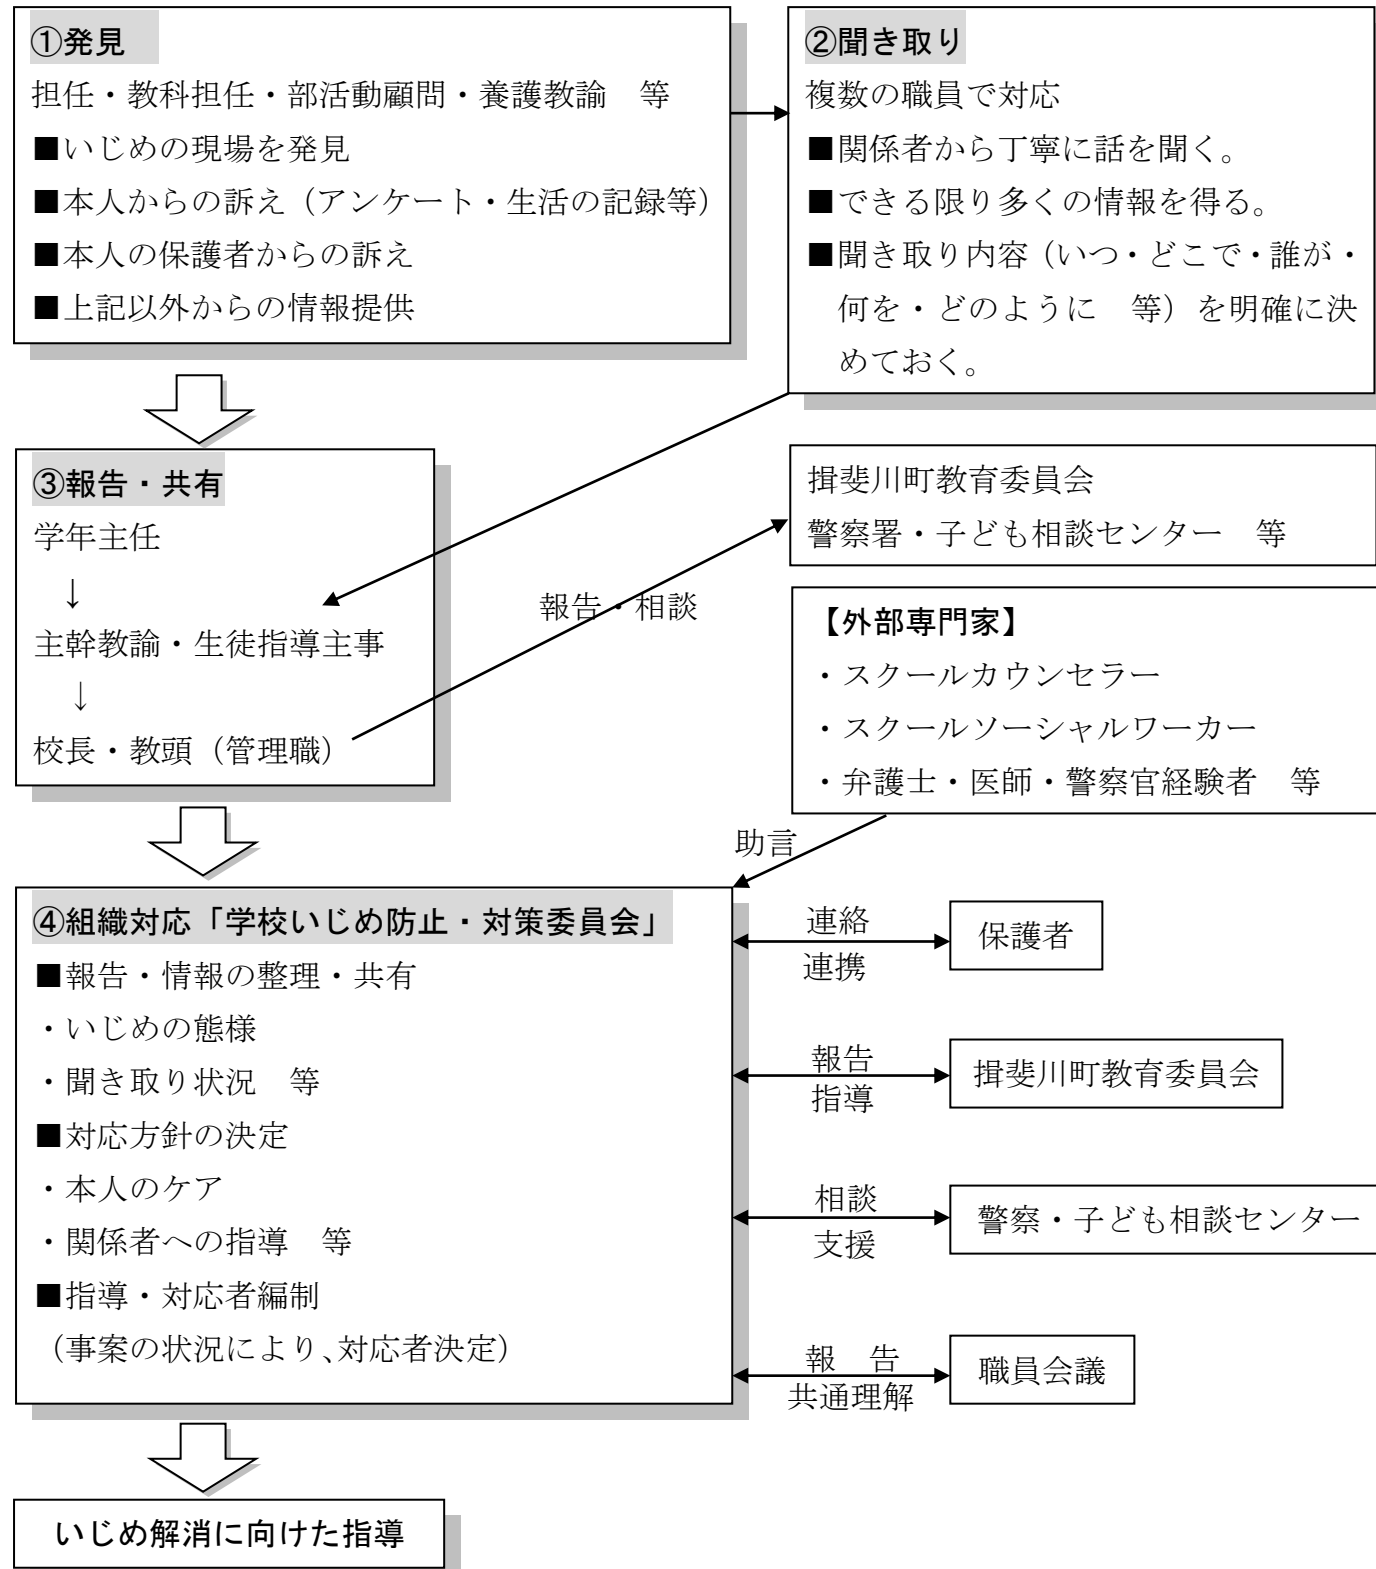 ①発見
担任・教科担任・部活動顧問・養護教諭　等
■いじめの現場を発見
■本人からの訴え（アンケート・生活の記録等）
■本人の保護者からの訴え
■上記以外からの情報提供
②聞き取り
複数の職員で対応
■関係者から丁寧に話を聞く。
■できる限り多くの情報を得る。
■聞き取り内容（いつ・どこで・誰が・
何を・どのように　等）を明確に決
めておく。
③報告・共有
学年主任
↓
主幹教諭・生徒指導主事
↓
校長・教頭（管理職）
報告・相談
揖斐川町教育委員会
警察署・子ども相談センター　等
【外部専門家】
・スクールカウンセラー
・スクールソーシャルワーカー
・弁護士・医師・警察官経験者　等
助言
④組織対応「学校いじめ防止・対策委員会」
■報告・情報の整理・共有
・いじめの態様
・聞き取り状況　等
■対応方針の決定
・本人のケア
・関係者への指導　等
■指導・対応者編制
（事案の状況により、対応者決定）
連絡
連携
保護者
報告
指導
揖斐川町教育委員会
相談
支援
警察・子ども相談センター
報　告
共通理解
職員会議
いじめ解消に向けた指導